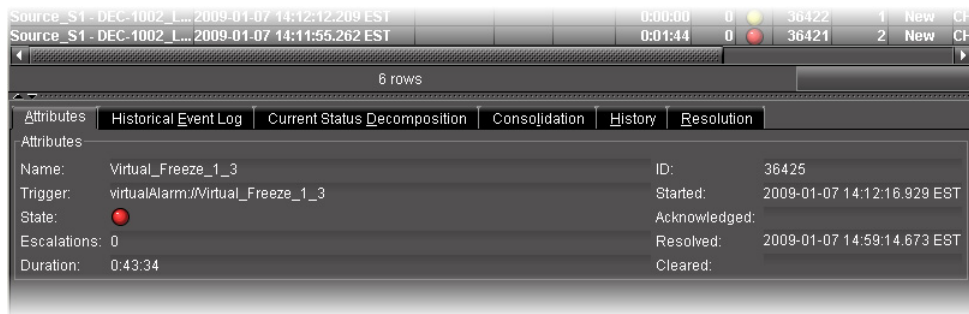 Source_S1 - DEC-1002_L... 2009-01-07 14:12:12.209 EST 0:00:00 0 36422 1 New
Source_S1 - DEC-1002_L... 2009-01-07 14:11:55.262 EST 0:01:44 0 36421 2 New CH
6 rows
Attributes Historical Event Log Current Status Decomposition Consolidation History Resolution
Attributes
Name: Virtual_Freeze_1_3 ID: 36425
Trigger: virtualAlarm://Virtual_Freeze_1_3 Started: 2009-01-07 14:12:16.929 EST
State: Acknowledged:
Escalations: 0 Resolved: 2009-01-07 14:59:14.673 EST
Duration: 0:43:34 Cleared: